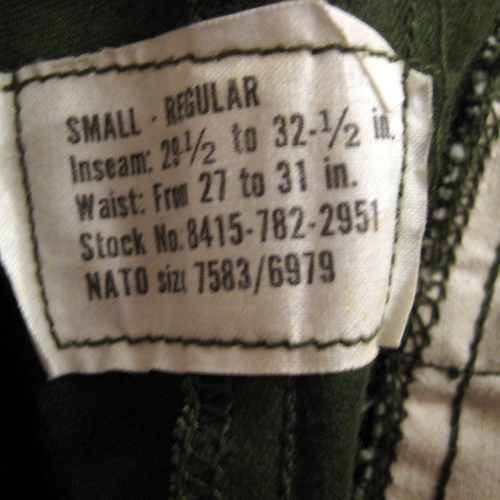 SMALL - REGULAR
Inseam: 29 1/2 to 32-1/2 in.
Waist: From 27 to 31 in.
Stock No. 8415-782-2951
NATO size 7583/6979